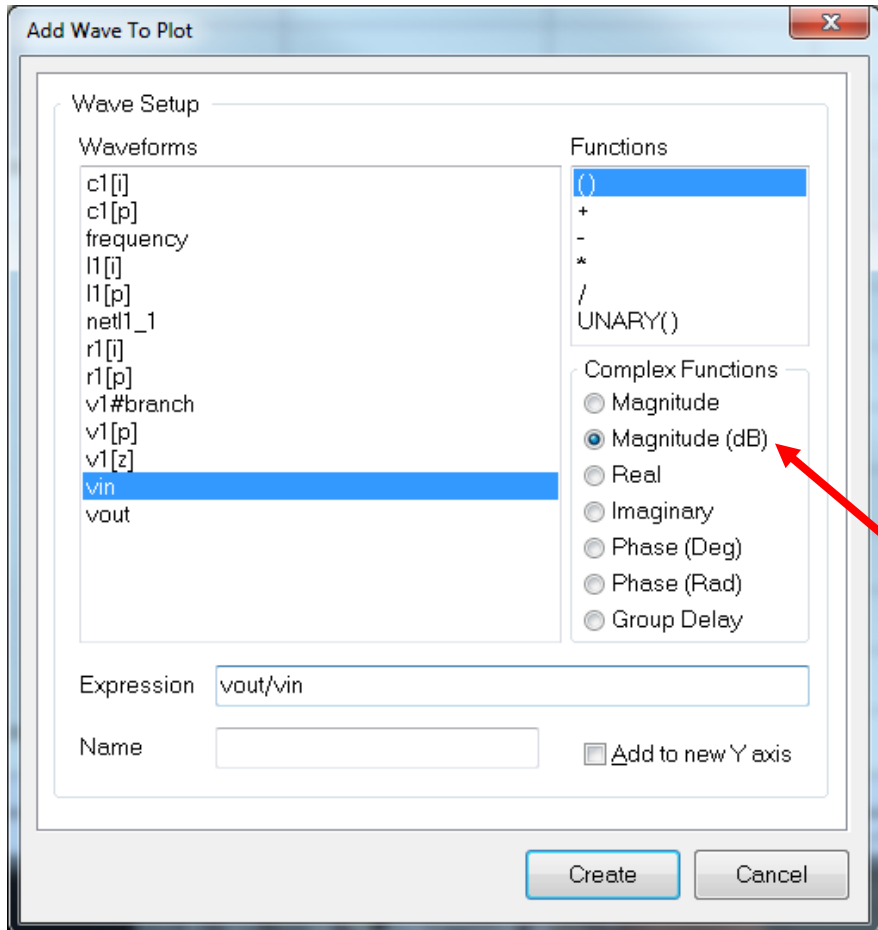 Add Wave To Plot
x
Wave Setup
Waveforms
c1[i]
c1[p]
frequency
l1[i]
l1[p]
netl1_1
r1[i]
r1[p]
v1#branch
v1[p]
v1[z]
vin
vout
Functions
()
+
-
*
/
UNARY()
Complex Functions
Magnitude
Magnitude (dB)
Real
Imaginary
Phase (Deg)
Phase (Rad)
Group Delay
Expression vout/vin
Name
Add to new Y axis
Create Cancel